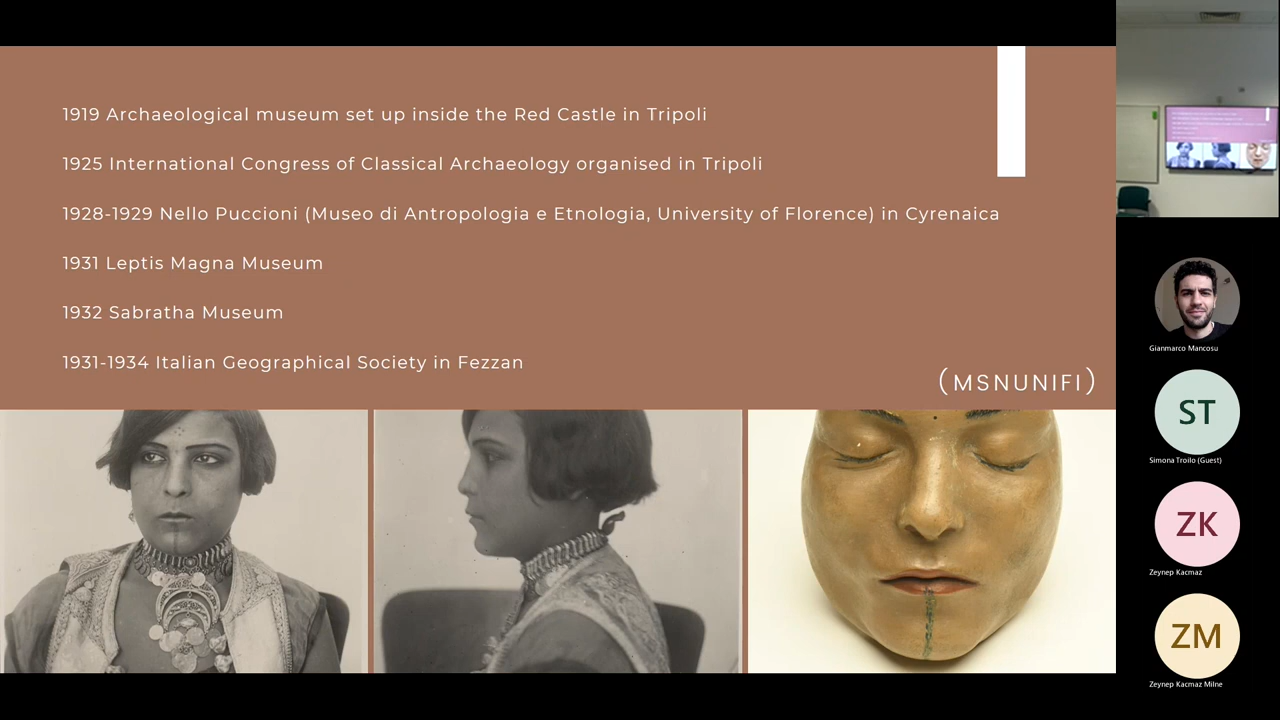 1919 Archaeological museum set up inside the Red Castle in Tripoli
1925 International Congress of Classical Archaeology organised in Tripoli
1928-1929 Nello Puccioni (Museo di Antropologia e Etnologia, University of Florence) in Cyrenaica
1931 Leptis Magna Museum
1932 Sabratha Museum
1931-1934 Italian Geographical Society in Fezzan
(MSNUNIFI)
Gianmarco Mancosu
ST
Simona Troilo (Guest)
ZK
Zeynep Kacmaz
ZM
Zeynep Kacmaz Milne